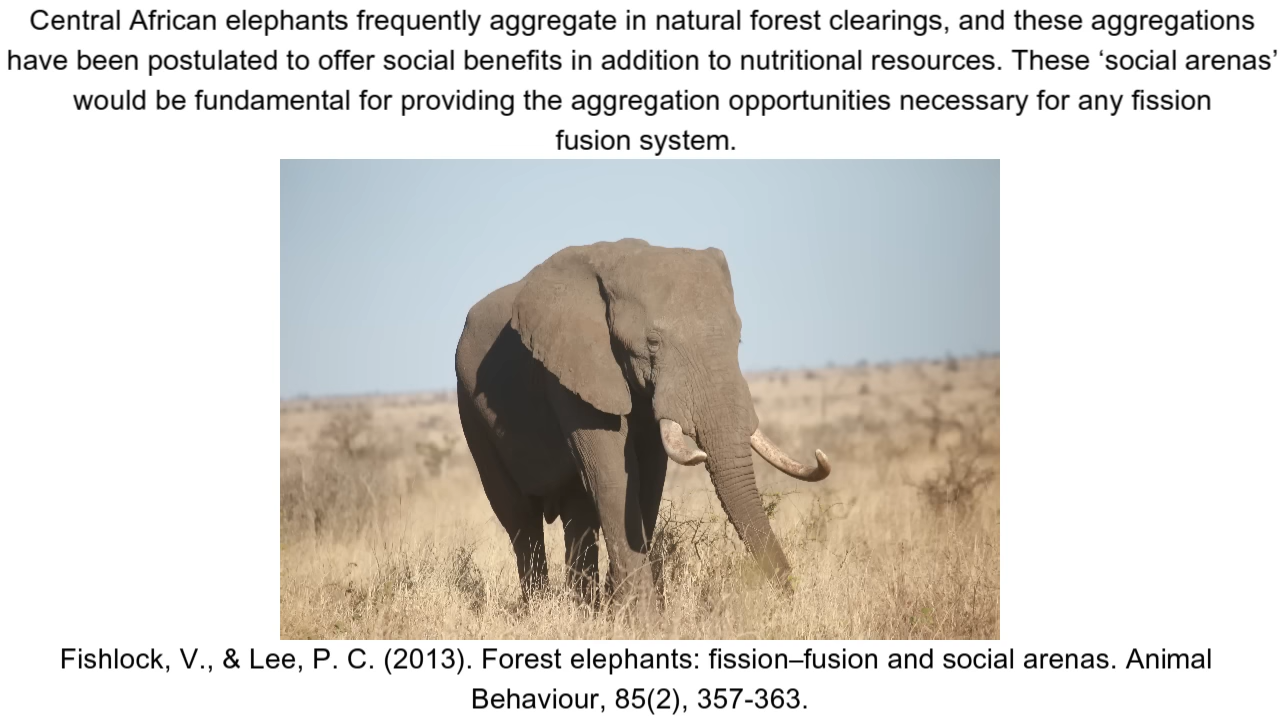 Central African elephants frequently aggregate in natural forest clearings, and these aggregations
have been postulated to offer social benefits in addition to nutritional resources. These ‘social arenas’
would be fundamental for providing the aggregation opportunities necessary for any fission
fusion system.
Fishlock, V., & Lee, P. C. (2013). Forest elephants: fission–fusion and social arenas. Animal
Behaviour, 85(2), 357-363.